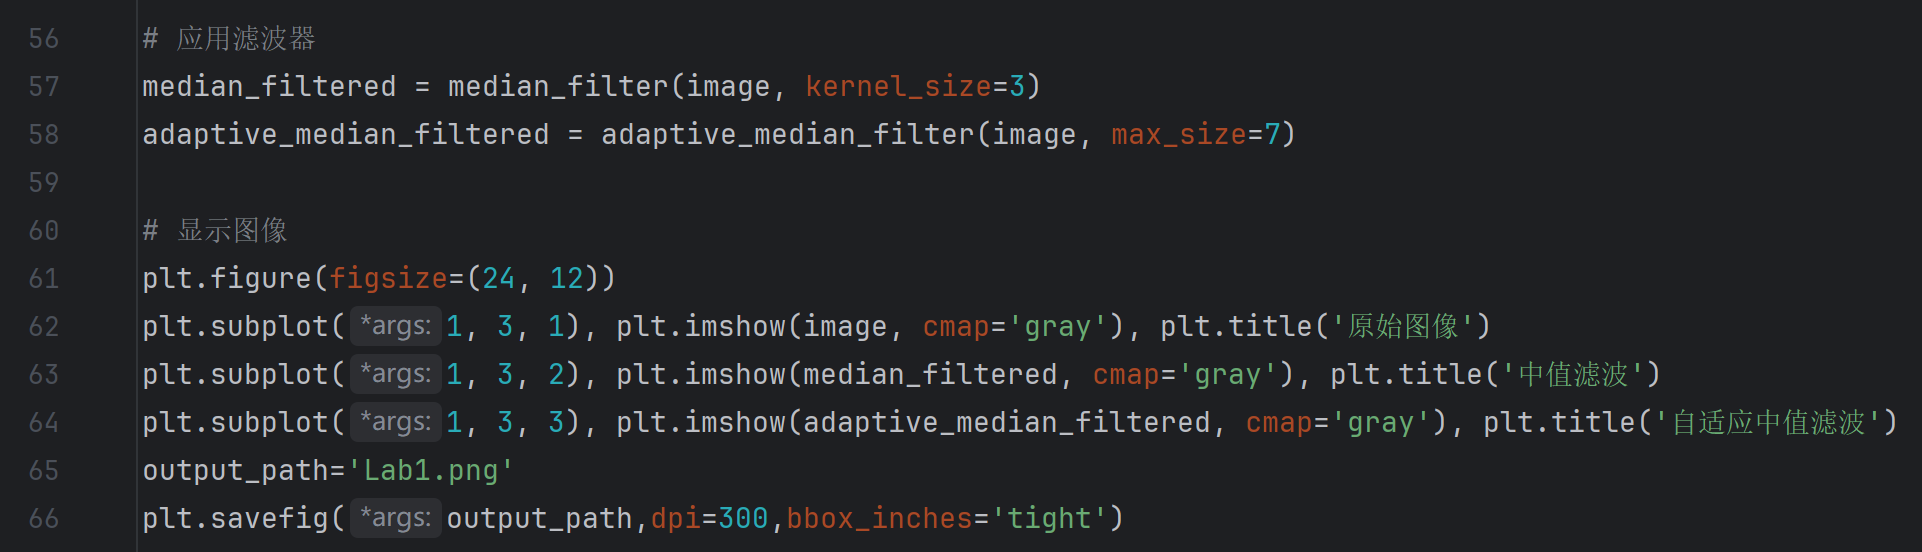 56 # 应用滤波器
57 median_filtered = median_filter(image, kernel_size=3)
58 adaptive_median_filtered = adaptive_median_filter(image, max_size=7)
59
60 # 显示图像
61 plt.figure(figsize=(24, 12))
62 plt.subplot( *args: 1, 3, 1), plt.imshow(image, cmap='gray'), plt.title('原始图像')
63 plt.subplot( *args: 1, 3, 2), plt.imshow(median_filtered, cmap='gray'), plt.title('中值滤波')
64 plt.subplot( *args: 1, 3, 3), plt.imshow(adaptive_median_filtered, cmap='gray'), plt.title('自适应中值滤波')
65 output_path='Lab1.png'
66 plt.savefig( *args: output_path,dpi=300,bbox_inches='tight')